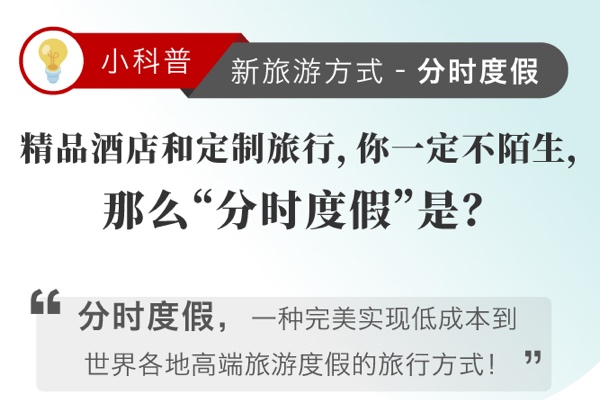 小科普
新旅游方式 - 分时度假
精品酒店和定制旅行，你一定不陌生，
那么“分时度假”是？
“分时度假，一种完美实现低成本到
世界各地高端旅游度假的旅行方式！”